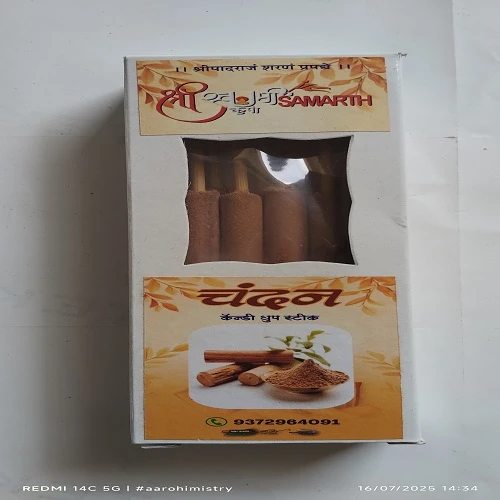 ।। श्रीपादराजं शरणं प्रपद्ये ।।
श्री स्वामी SAMARTH
कृपा
चंदन
कॅन्डी धुप स्टीक
9372964091
REDMI 14C 5G | #aarohimistry
16/07/2025 14:34